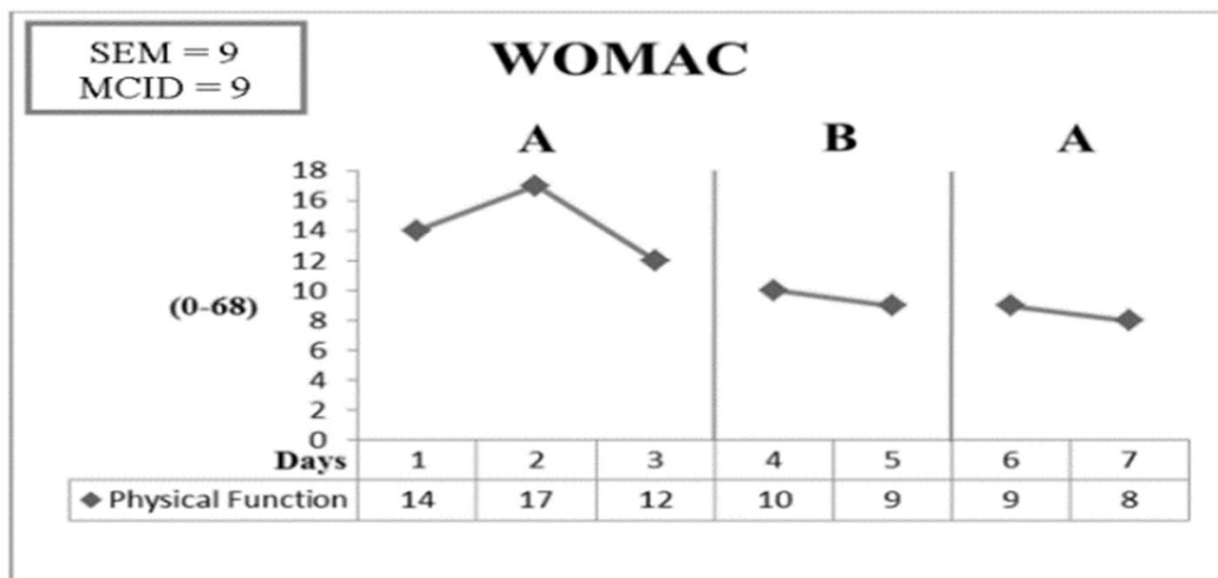 SEM = 9
MCID = 9
WOMAC
A B A
18
16
14
12
10
(0-68)
8
6
4
2
0
Days 1 2 3 4 5 6 7
Physical Function 14 17 12 10 9 9 8